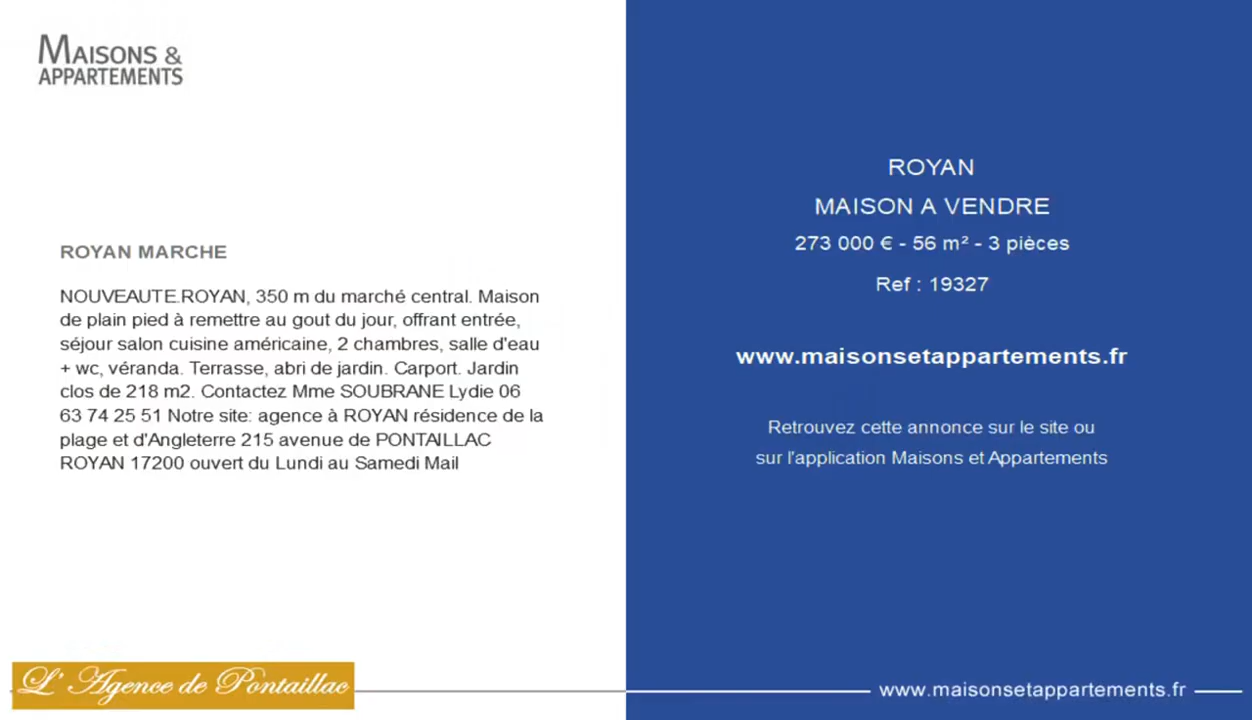 MAISONS &
APPARTEMENTS
ROYAN MARCHE
NOUVEAUTE.ROYAN, 350 m du marché central. Maison
de plain pied à remettre au gout du jour, offrant entrée,
séjour salon cuisine américaine, 2 chambres, salle d'eau
+ wc, véranda. Terrasse, abri de jardin. Carport. Jardin
clos de 218 m2. Contactez Mme SOUBRANE Lydie 06
63 74 25 51 Notre site: agence à ROYAN résidence de la
plage et d'Angleterre 215 avenue de PONTAILLAC
ROYAN 17200 ouvert du Lundi au Samedi Mail
L' Agence de Pontaillac
ROYAN
MAISON A VENDRE
273 000 € - 56 m² - 3 pièces
Ref : 19327
www.maisonsetappartements.fr
Retrouvez cette annonce sur le site ou
sur l'application Maisons et Appartements
www.maisonsetappartements.fr